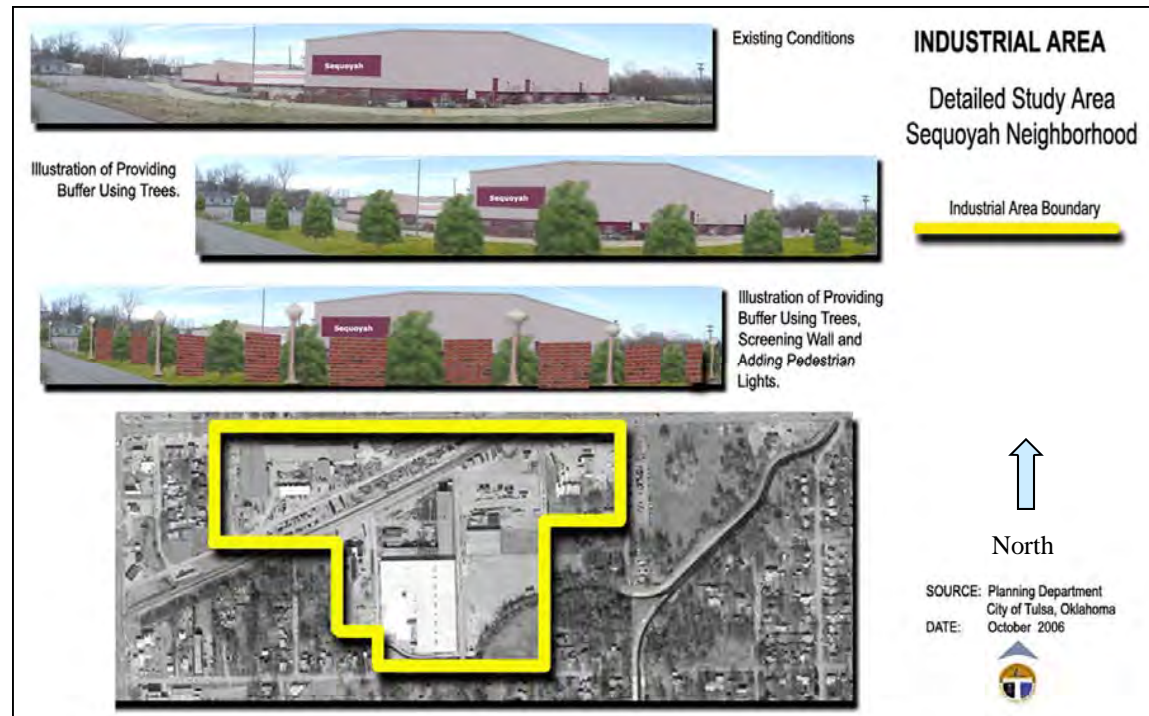 Existing Conditions
INDUSTRIAL AREA
Detailed Study Area
Sequoyah Neighborhood
Industrial Area Boundary
Sequoyah
Illustration of Providing
Buffer Using Trees.
Sequoyah
Sequoyah
Illustration of Providing
Buffer Using Trees,
Screening Wall and
Adding Pedestrian
Lights.
North
SOURCE: Planning Department
City of Tulsa, Oklahoma
DATE: October 2006